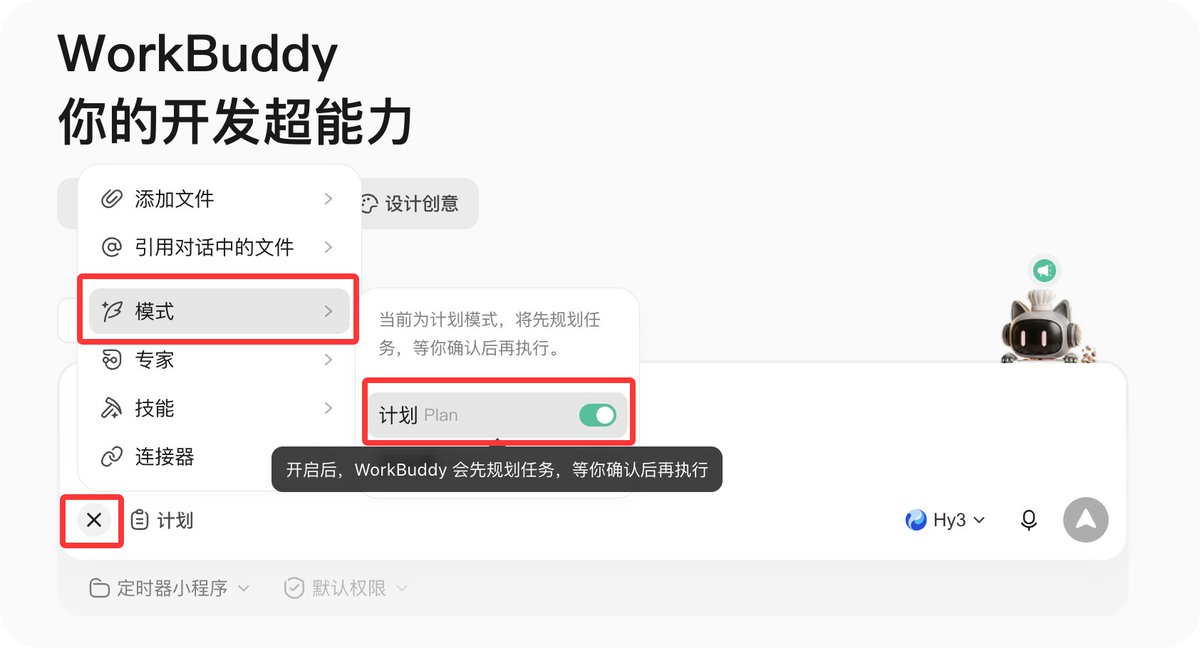 WorkBuddy
你的开发超能力
添加文件
设计创意
引用对话中的文件
模式
当前为计划模式，将先规划任
务，等你确认后再执行。
专家
技能
计划 Plan
连接器
开启后，WorkBuddy 会先规划任务，等你确认后再执行
计划
Hy3
定时器小程序
默认权限